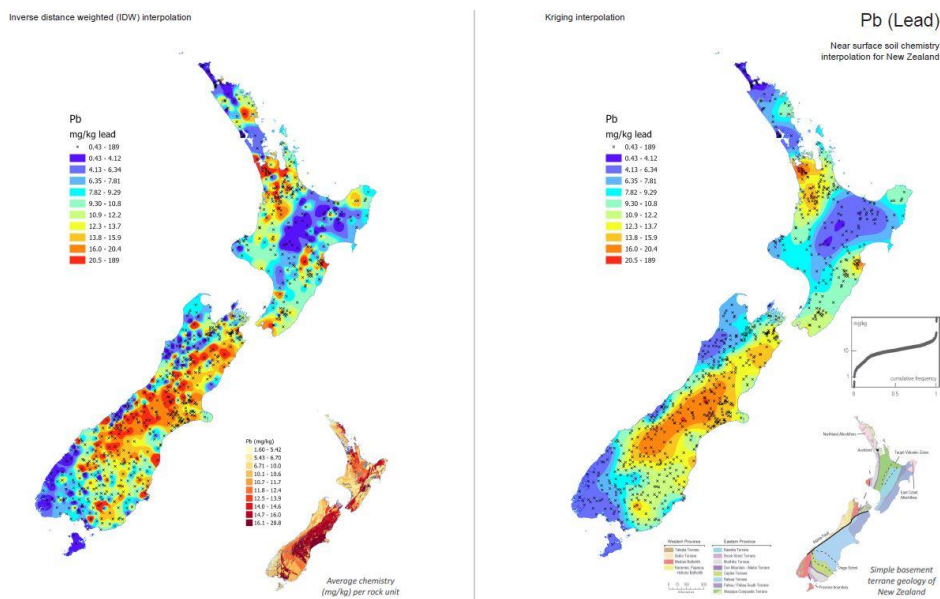 Inverse distance weighted (IDW) interpolation
Pb
mg/kg lead
0.43 - 189
0.43 - 4.12
4.13 - 6.34
6.35 - 7.81
7.82 - 9.29
9.30 - 10.8
10.9 - 12.2
12.3 - 13.7
13.8 - 15.9
16.0 - 20.4
20.5 - 189
Pb (mg/kg)
1.60 - 5.42
5.43 - 6.70
6.71 - 10.0
10.1 - 10.6
10.7 - 11.7
11.8 - 12.4
12.5 - 13.9
14.0 - 14.6
14.7 - 16.0
16.1 - 28.8
Average chemistry
(mg/kg) per rock unit
Kriging interpolation
Pb (Lead)
Near surface soil chemistry
interpolation for New Zealand
Pb
mg/kg lead
0.43 - 189
0.43 - 4.12
4.13 - 6.34
6.35 - 7.81
7.82 - 9.29
9.30 - 10.8
10.9 - 12.2
12.3 - 13.7
13.8 - 15.9
16.0 - 20.4
20.5 - 189
mg/kg
10
1
cumulative frequency
0
0.5
1
Northland Allochthon
Auckland
Taupo Volcanic Zone
East Coast
Allochthon
Alpine Fault
Otago Schist
Western Province
Eastern Province
Simple basement
terrane geology of
New Zealand